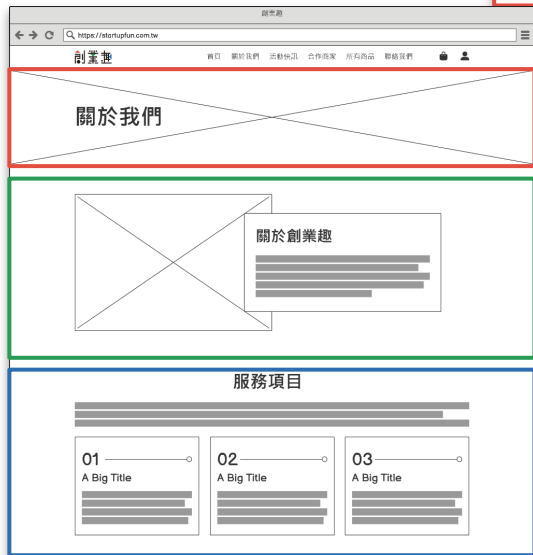 創業趣
https://startupfun.com.tw
創業趣 首頁 關於我們 活動快訊 合作商家 所有商品 聯絡我們
關於我們
關於創業趣
服務項目
01 02 03
A Big Title A Big Title A Big Title